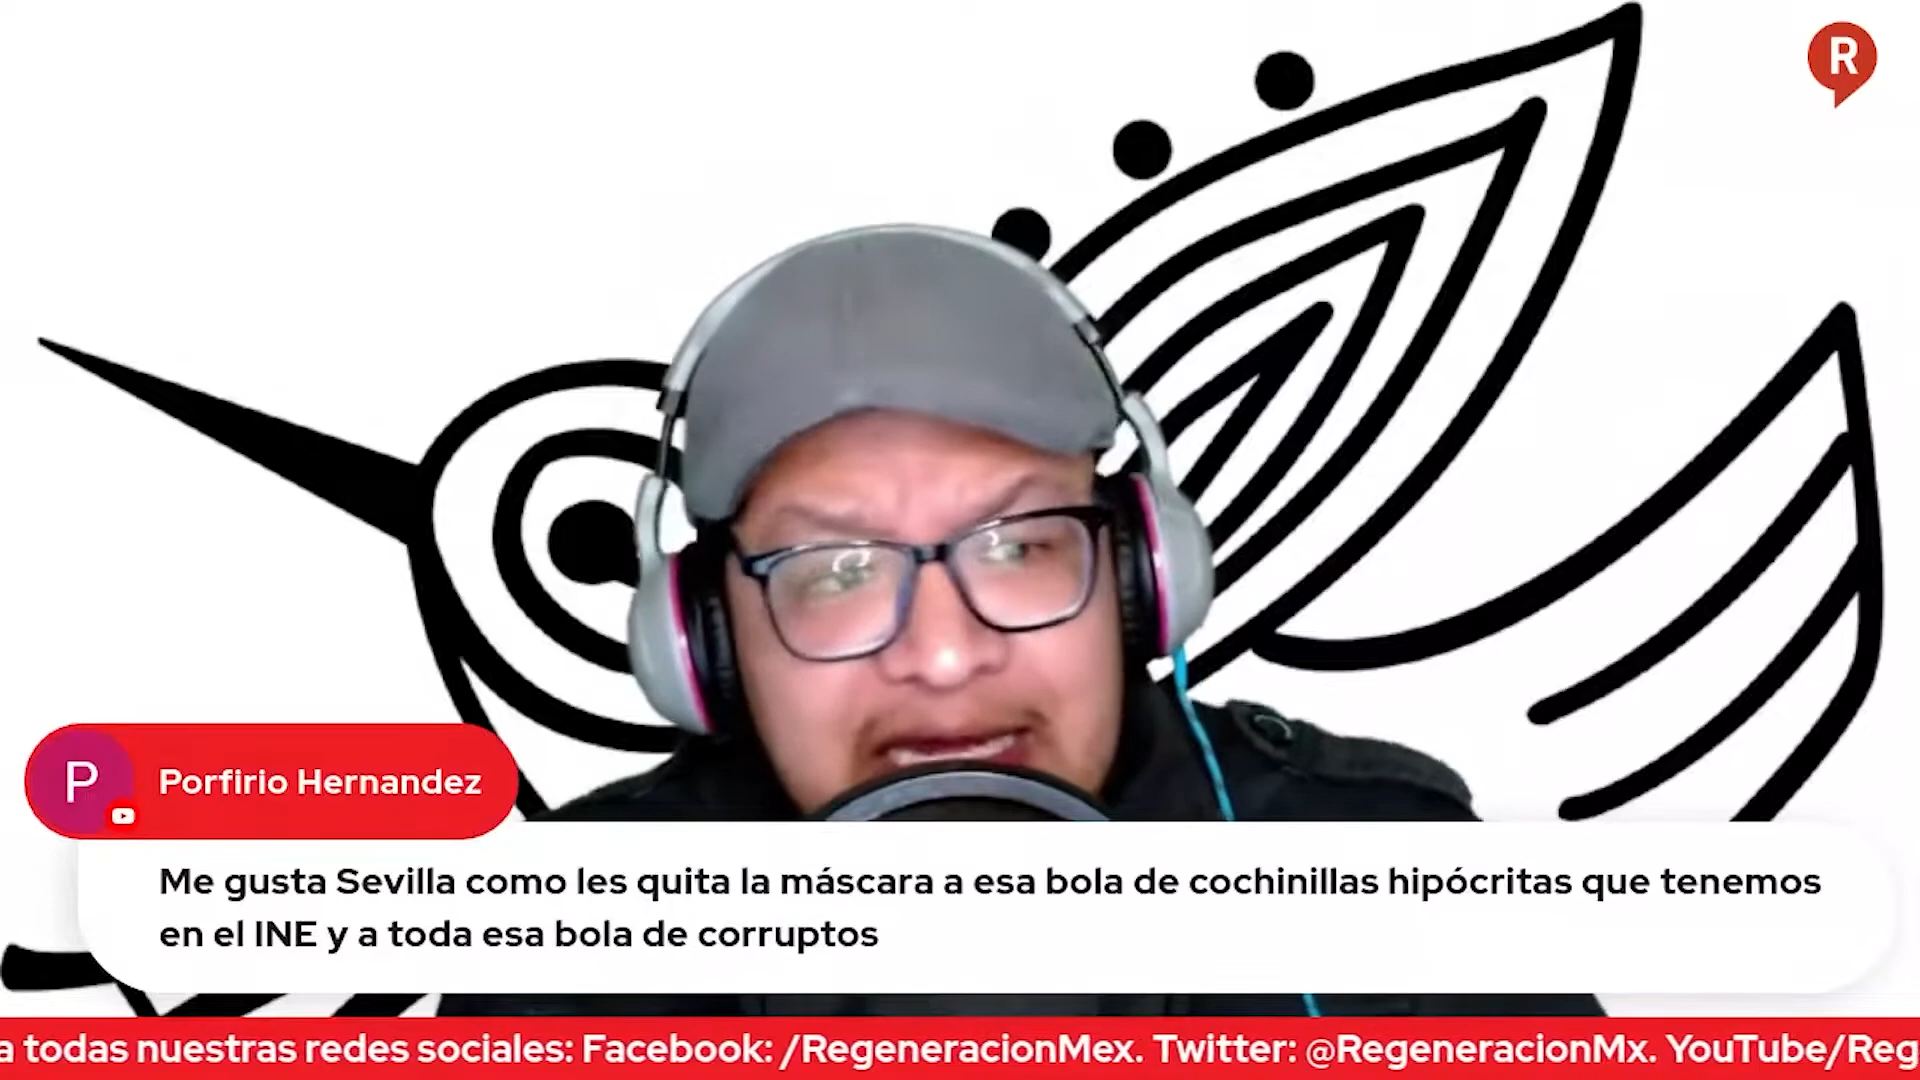 R
P
Porfirio Hernandez
Me gusta Sevilla como les quita la máscara a esa bola de cochinillas hipócritas que tenemos
en el INE y a toda esa bola de corruptos
a todas nuestras redes sociales: Facebook: /RegeneracionMex. Twitter: @RegeneracionMx. YouTube/Reg